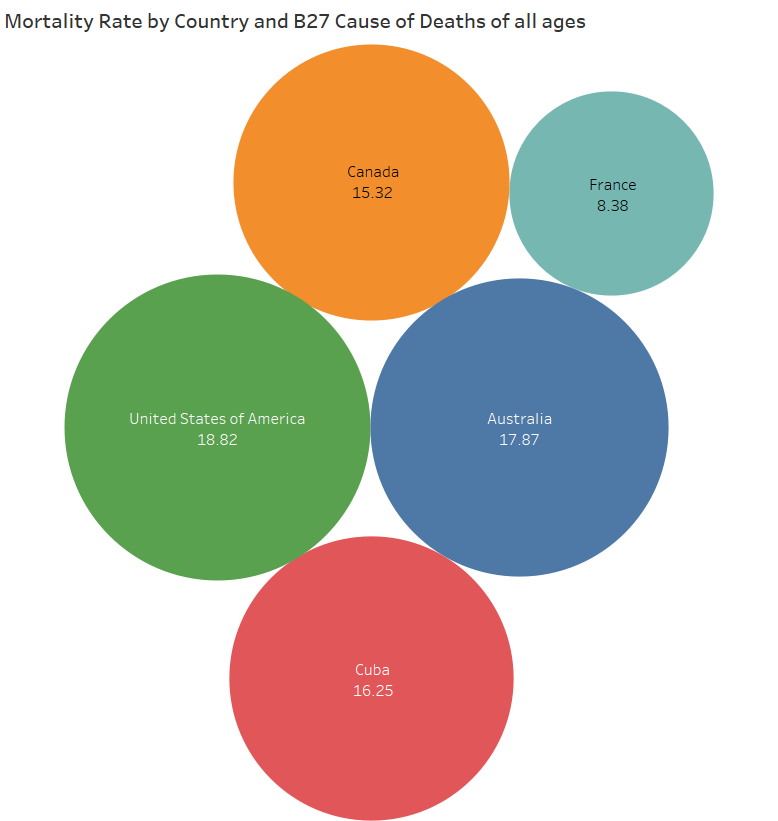 Mortality Rate by Country and B27 Cause of Deaths of all ages
Canada
15.32
France
8.38
United States of America
18.82
Australia
17.87
Cuba
16.25